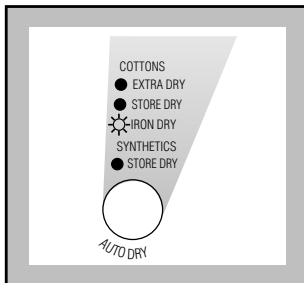 COTTONS
EXTRA DRY
STORE DRY
IRON DRY
SYNTHETICS
STORE DRY
AUTO DRY